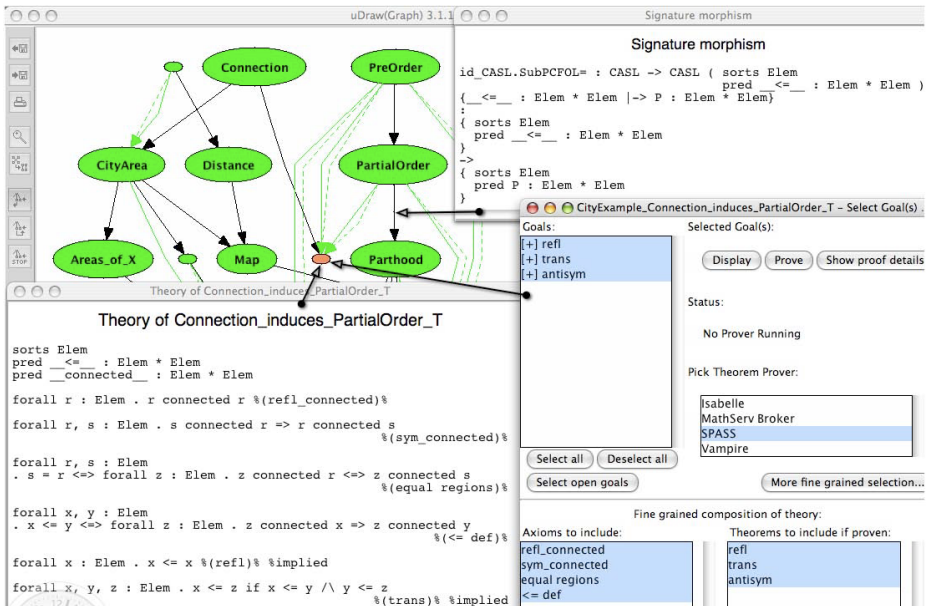 uDraw(Graph) 3.1.1
Connection
PreOrder
CityArea
Distance
PartialOrder
Areas_of_X
Map
Parthood
STOP
Signature morphism
Signature morphism
id_CASL.SubPCFOL= : CASL -> CASL ( sorts Elem
pred __<=__ : Elem * Elem )
{__<=__ : Elem * Elem |-> P : Elem * Elem}
:
{ sorts Elem
pred __<=__ : Elem * Elem
}
->
{ sorts Elem
pred P : Elem * Elem
}
CityExample_Connection_induces_PartialOrder_T – Select Goal(s) .
Goals:
[+] refl
[+] trans
[+] antisym
Select all
Deselect all
Select open goals
Selected Goal(s):
Display
Prove
Show proof details
Status:
No Prover Running
Pick Theorem Prover:
Isabelle
MathServ Broker
SPASS
Vampire
More fine grained selection...
Fine grained composition of theory:
Axioms to include:
refl_connected
sym_connected
equal regions
<= def
Theorems to include if proven:
refl
trans
antisym
Theory of Connection_induces_PartialOrder_T
Theory of Connection_induces_PartialOrder_T
sorts Elem
pred __<=__ : Elem * Elem
pred __connected__ : Elem * Elem
forall r : Elem . r connected r %(refl_connected)%
forall r, s : Elem . s connected r => r connected s
%(sym_connected)%
forall r, s : Elem
. s = r <=> forall z : Elem . z connected r <=> z connected s
%(equal regions)%
forall x, y : Elem
. x <= y <=> forall z : Elem . z connected x => z connected y
%(<= def)%
forall x : Elem . x <= x %(refl)% %implied
forall x, y, z : Elem . x <= z if x <= y /\ y <= z
%(trans)% %implied